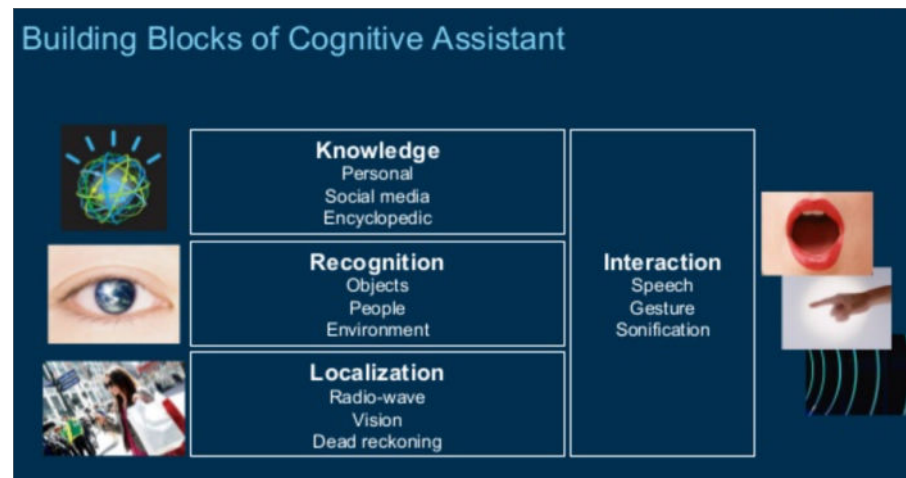 Building Blocks of Cognitive Assistant
Knowledge
Personal
Social media
Encyclopedic
Recognition
Objects
People
Environment
Localization
Radio-wave
Vision
Dead reckoning
Interaction
Speech
Gesture
Sonification